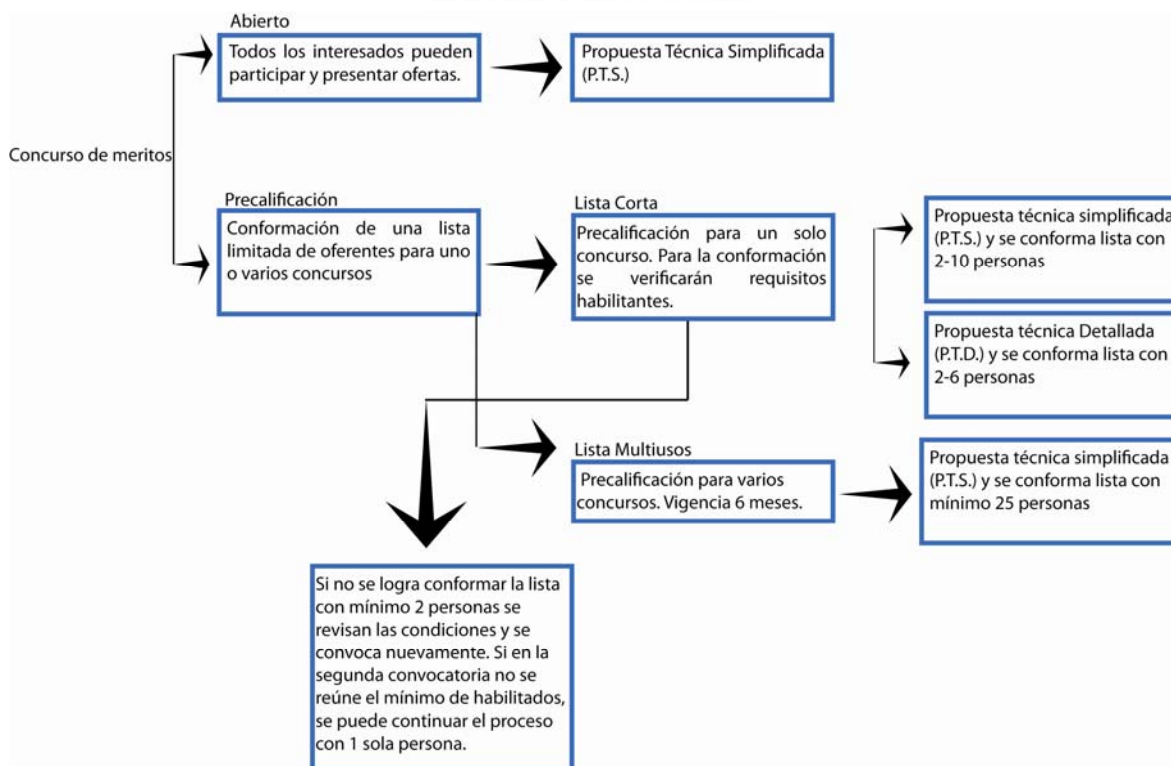 Abierto
Todos los interesados pueden
participar y presentar ofertas.
Propuesta Técnica Simplificada
(P.T.S.)
Concurso de meritos
Precalificación
Conformación de una lista
limitada de oferentes para uno
o varios concursos
Lista Corta
Precalificación para un solo
concurso. Para la conformación
se verificarán requisitos
habilitantes.
Propuesta técnica simplificada
(P.T.S.) y se conforma lista con
2-10 personas
Propuesta técnica Detallada
(P.T.D.) y se conforma lista con
2-6 personas
Lista Multiusos
Precalificación para varios
concursos. Vigencia 6 meses.
Propuesta técnica simplificada
(P.T.S.) y se conforma lista con
mínimo 25 personas
Si no se logra conformar la lista
con mínimo 2 personas se
revisan las condiciones y se
convoca nuevamente. Si en la
segunda convocatoria no se
reúne el mínimo de habilitados,
se puede continuar el proceso
con 1 sola persona.